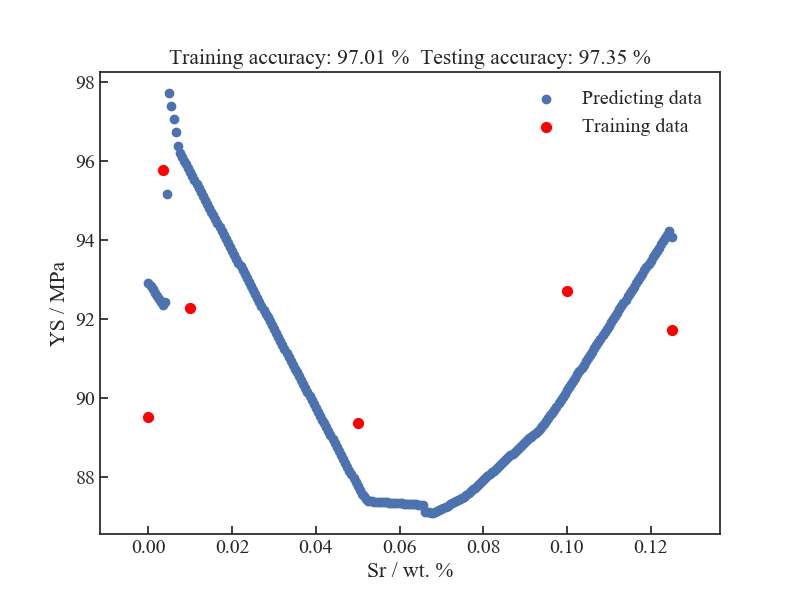 Training accuracy: 97.01 % Testing accuracy: 97.35 %
98
96
94
92
90
88
YS / MPa
Predicting data
Training data
0.00 0.02 0.04 0.06 0.08 0.10 0.12
Sr / wt. %